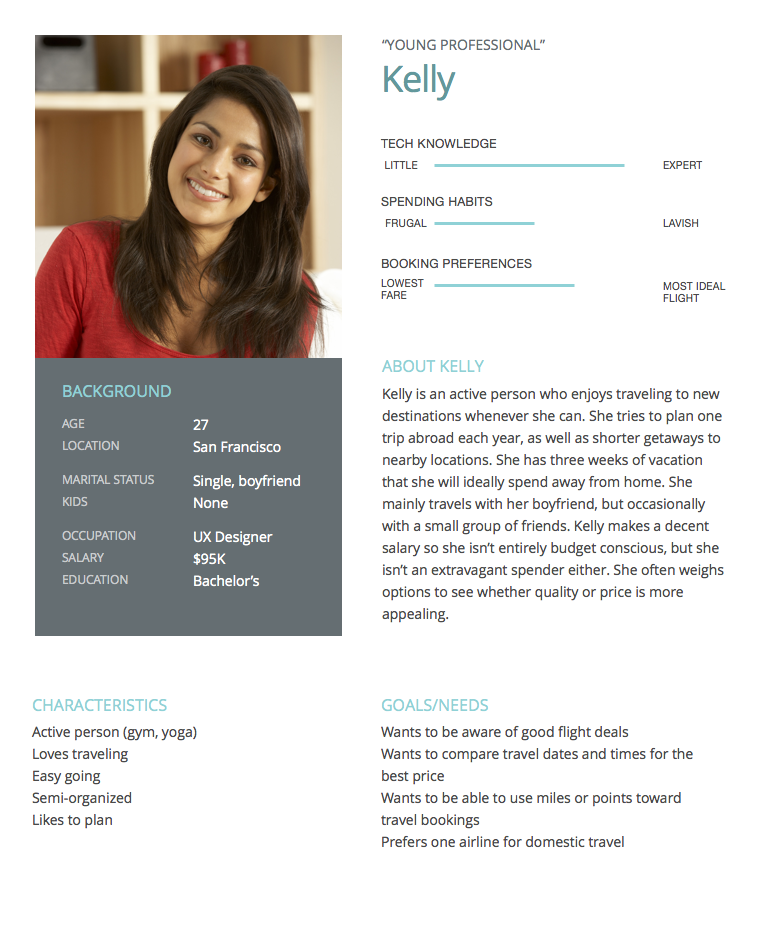 “YOUNG PROFESSIONAL”
Kelly
TECH KNOWLEDGE
LITTLE EXPERT
SPENDING HABITS
FRUGAL LAVISH
BOOKING PREFERENCES
LOWEST
FARE
MOST IDEAL
FLIGHT
BACKGROUND
AGE 27
LOCATION San Francisco
MARITAL STATUS Single, boyfriend
KIDS None
OCCUPATION UX Designer
SALARY $95K
EDUCATION Bachelor’s
ABOUT KELLY
Kelly is an active person who enjoys traveling to new
destinations whenever she can. She tries to plan one
trip abroad each year, as well as shorter getaways to
nearby locations. She has three weeks of vacation
that she will ideally spend away from home. She
mainly travels with her boyfriend, but occasionally
with a small group of friends. Kelly makes a decent
salary so she isn’t entirely budget conscious, but she
isn’t an extravagant spender either. She often weighs
options to see whether quality or price is more
appealing.
CHARACTERISTICS
Active person (gym, yoga)
Loves traveling
Easy going
Semi-organized
Likes to plan
GOALS/NEEDS
Wants to be aware of good flight deals
Wants to compare travel dates and times for the
best price
Wants to be able to use miles or points toward
travel bookings
Prefers one airline for domestic travel